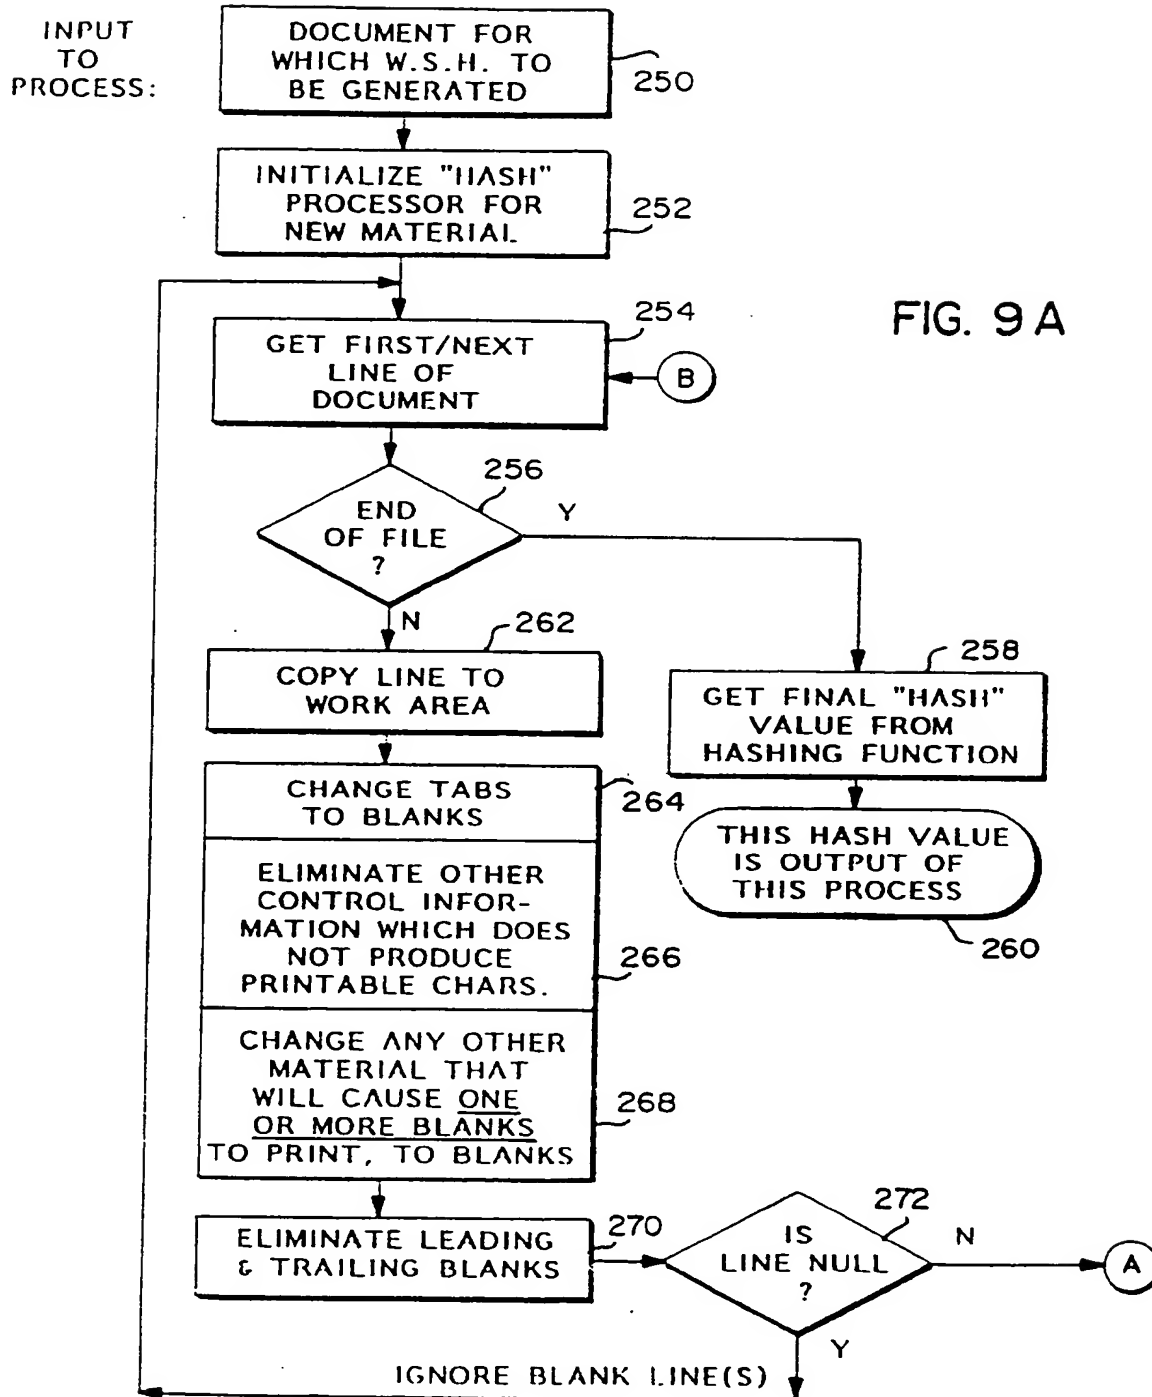 INPUT
TO
PROCESS:
DOCUMENT FOR
WHICH W.S.H. TO
BE GENERATED
250
INITIALIZE "HASH"
PROCESSOR FOR
NEW MATERIAL
252
FIG. 9A
254
GET FIRST/NEXT
LINE OF
DOCUMENT
B
256
END
OF FILE
?
Y
N
262
COPY LINE TO
WORK AREA
258
GET FINAL "HASH"
VALUE FROM
HASHING FUNCTION
CHANGE TABS
TO BLANKS
264
THIS HASH VALUE
IS OUTPUT OF
THIS PROCESS
260
ELIMINATE OTHER
CONTROL INFOR-
MATION WHICH DOES
NOT PRODUCE
PRINTABLE CHARS.
266
CHANGE ANY OTHER
MATERIAL THAT
WILL CAUSE ONE
OR MORE BLANKS
TO PRINT, TO BLANKS
268
ELIMINATE LEADING
& TRAILING BLANKS
270
272
IS
LINE NULL
?
N
A
Y
IGNORE BLANK LINE(S)